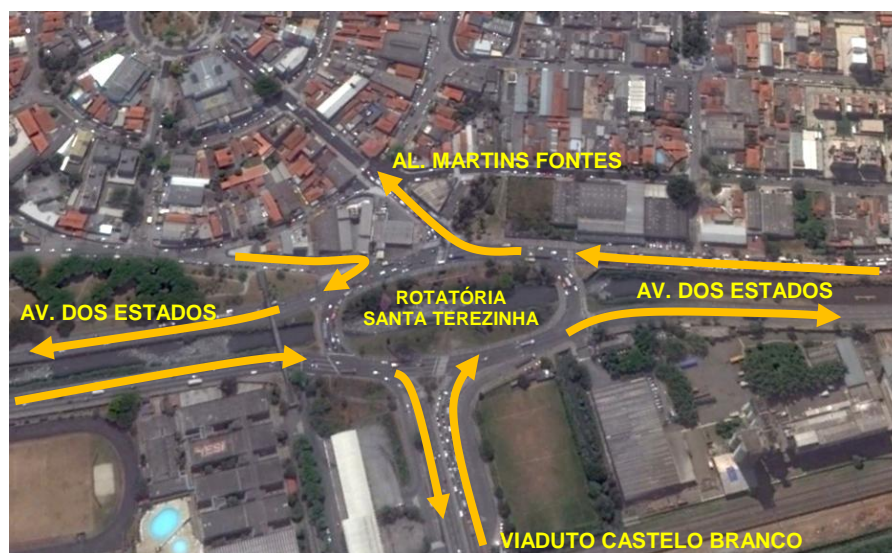 AL. MARTINS FONTES
AV. DOS ESTADOS
ROTATÓRIA
SANTA TEREZINHA
AV. DOS ESTADOS
VIADUTO CASTELO BRANCO